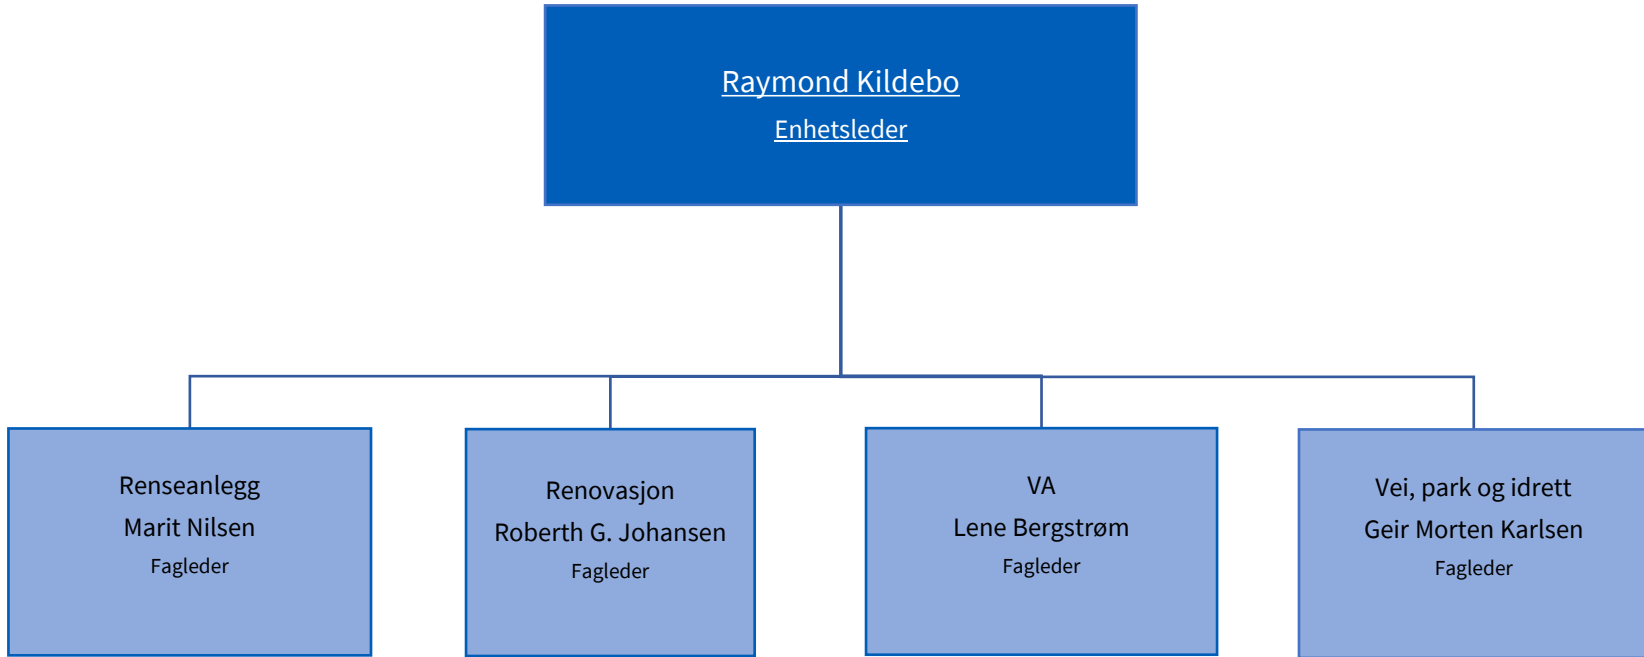 Raymond Kildebo
Enhetsleder
Renseanlegg
Marit Nilsen
Fagleder
Renovasjon
Roberth G. Johansen
Fagleder
VA
Lene Bergstrøm
Fagleder
Vei, park og idrett
Geir Morten Karlsen
Fagleder